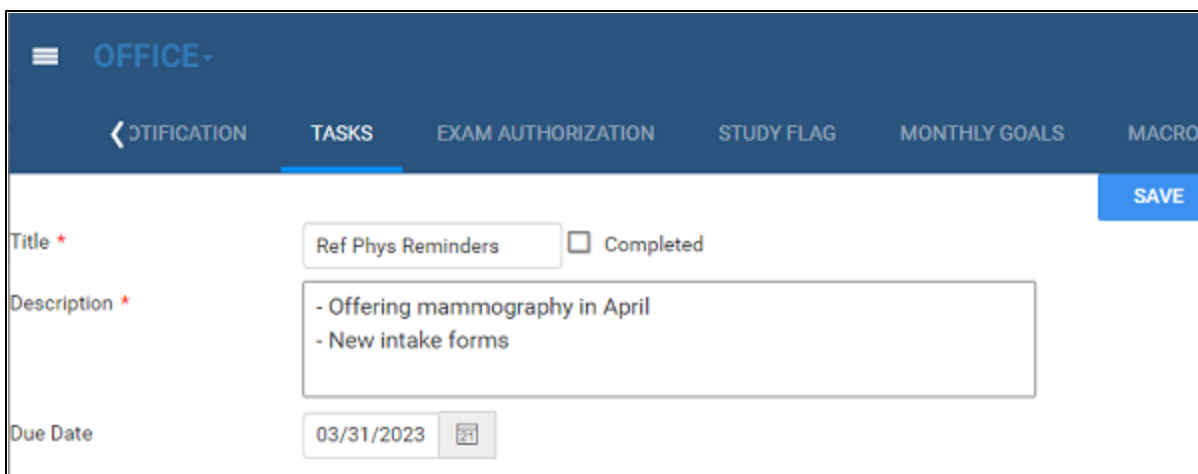 OFFICE
OTIFICATION TASKS EXAM AUTHORIZATION STUDY FLAG MONTHLY GOALS MACRO
SAVE
Title * Ref Phys Reminders Completed
Description * - Offering mammography in April
- New intake forms
Due Date 03/31/2023 21